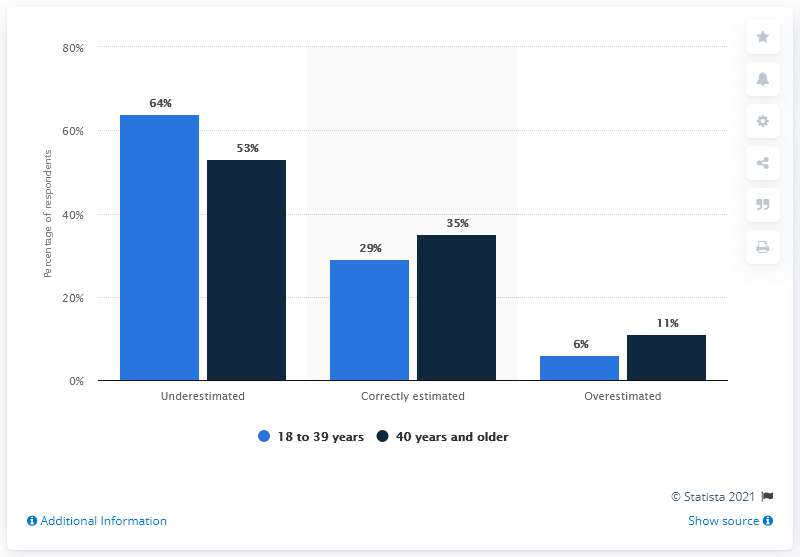 Percentage of respondents
80%
60%
40%
20%
0%
64%
53%
29%
35%
6%
11%
Underestimated
Correctly estimated
Overestimated
18 to 39 years
40 years and older
© Statista 2021
Additional Information
Show source